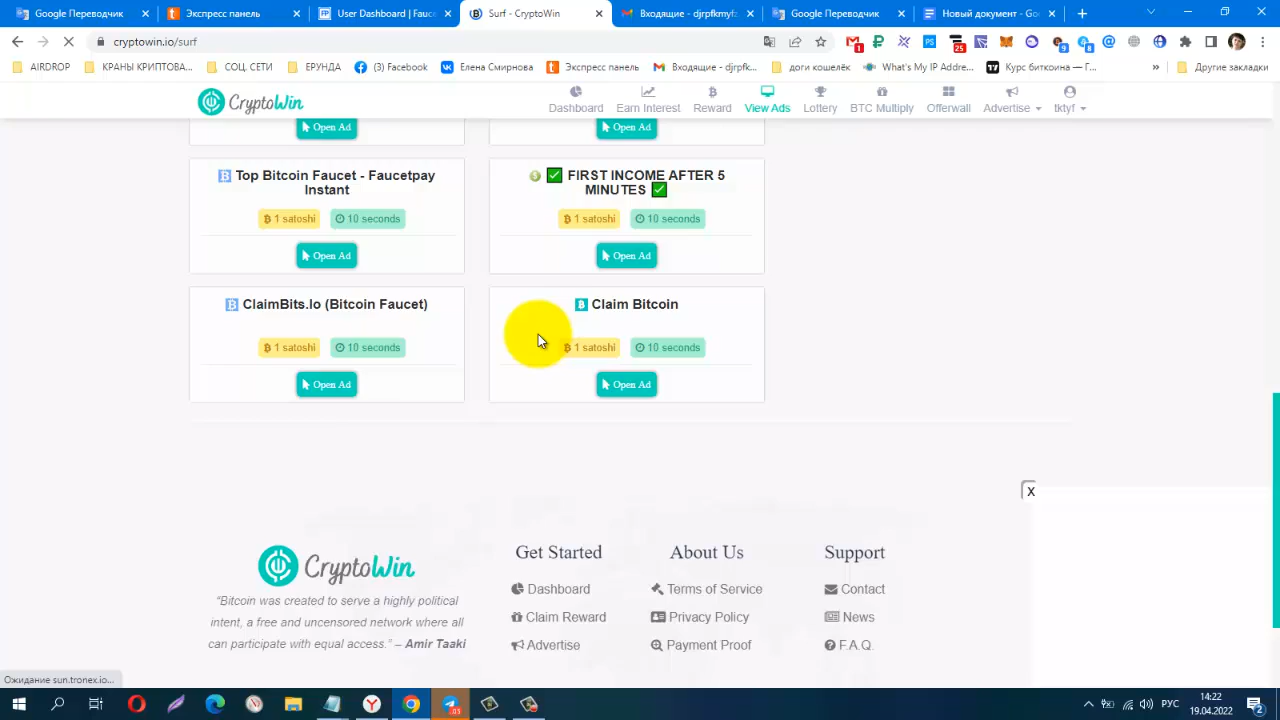 Google Переводчик
Экспресс панель
User Dashboard | Fauce
Surf - CryptoWin
Входящие - djrpfkmyfz
Google Переводчик
Новый документ - Goo
cryptowin.io/surf
AIRDROP
КРАНЫ КРИПТОВА...
СОЦ. СЕТИ
ЕРУНДА
(3) Facebook
Елена Смирнова
Экспресс панель
Входящие - djrpfk...
доги кошелёк
What's My IP Addre...
Курс биткоина — Г...
»
Другие закладки
CryptoWin
Dashboard
Earn Interest
Reward
View Ads
Lottery
BTC Multiply
Offerwall
Advertise
tktyf
Open Ad
Open Ad
Top Bitcoin Faucet - Faucetpay
Instant
1 satoshi
10 seconds
Open Ad
FIRST INCOME AFTER 5
MINUTES
1 satoshi
10 seconds
Open Ad
ClaimBits.Io (Bitcoin Faucet)
1 satoshi
10 seconds
Open Ad
Claim Bitcoin
1 satoshi
10 seconds
Open Ad
X
CryptoWin
“Bitcoin was created to serve a highly political
intent, a free and uncensored network where all
can participate with equal access.” – Amir Taaki
Get Started
Dashboard
Claim Reward
Advertise
About Us
Terms of Service
Privacy Policy
Payment Proof
Support
Contact
News
F.A.Q.
Ожидание sun.tronex.io...
РУС
14:22
19.04.2022
2